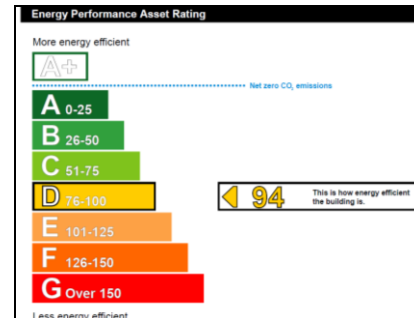 Energy Performance Asset Rating
More energy efficient
A+
Net zero CO₂ emissions
A 0-25
B 26-50
C 51-75
D 76-100
94
This is how energy efficient
the building is.
E 101-125
F 126-150
G Over 150
Less energy efficient